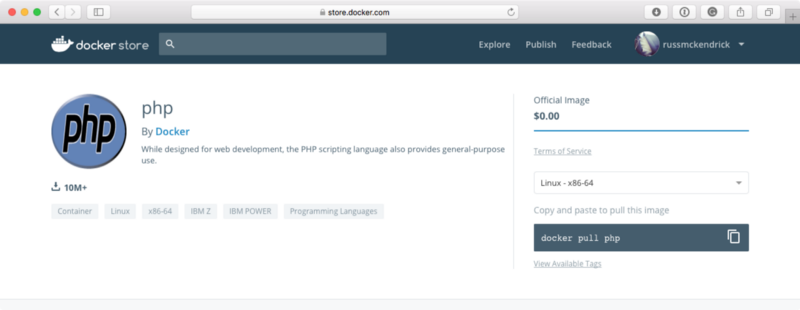 store.docker.com
docker store
Explore Publish Feedback russmckendrick
php
php
By Docker
While designed for web development, the PHP scripting language also provides general-purpose
use.
10M+
Container Linux x86-64 IBM Z IBM POWER Programming Languages
Official Image
$0.00
Terms of Service
Linux - x86-64
Copy and paste to pull this image
docker pull php
View Available Tags